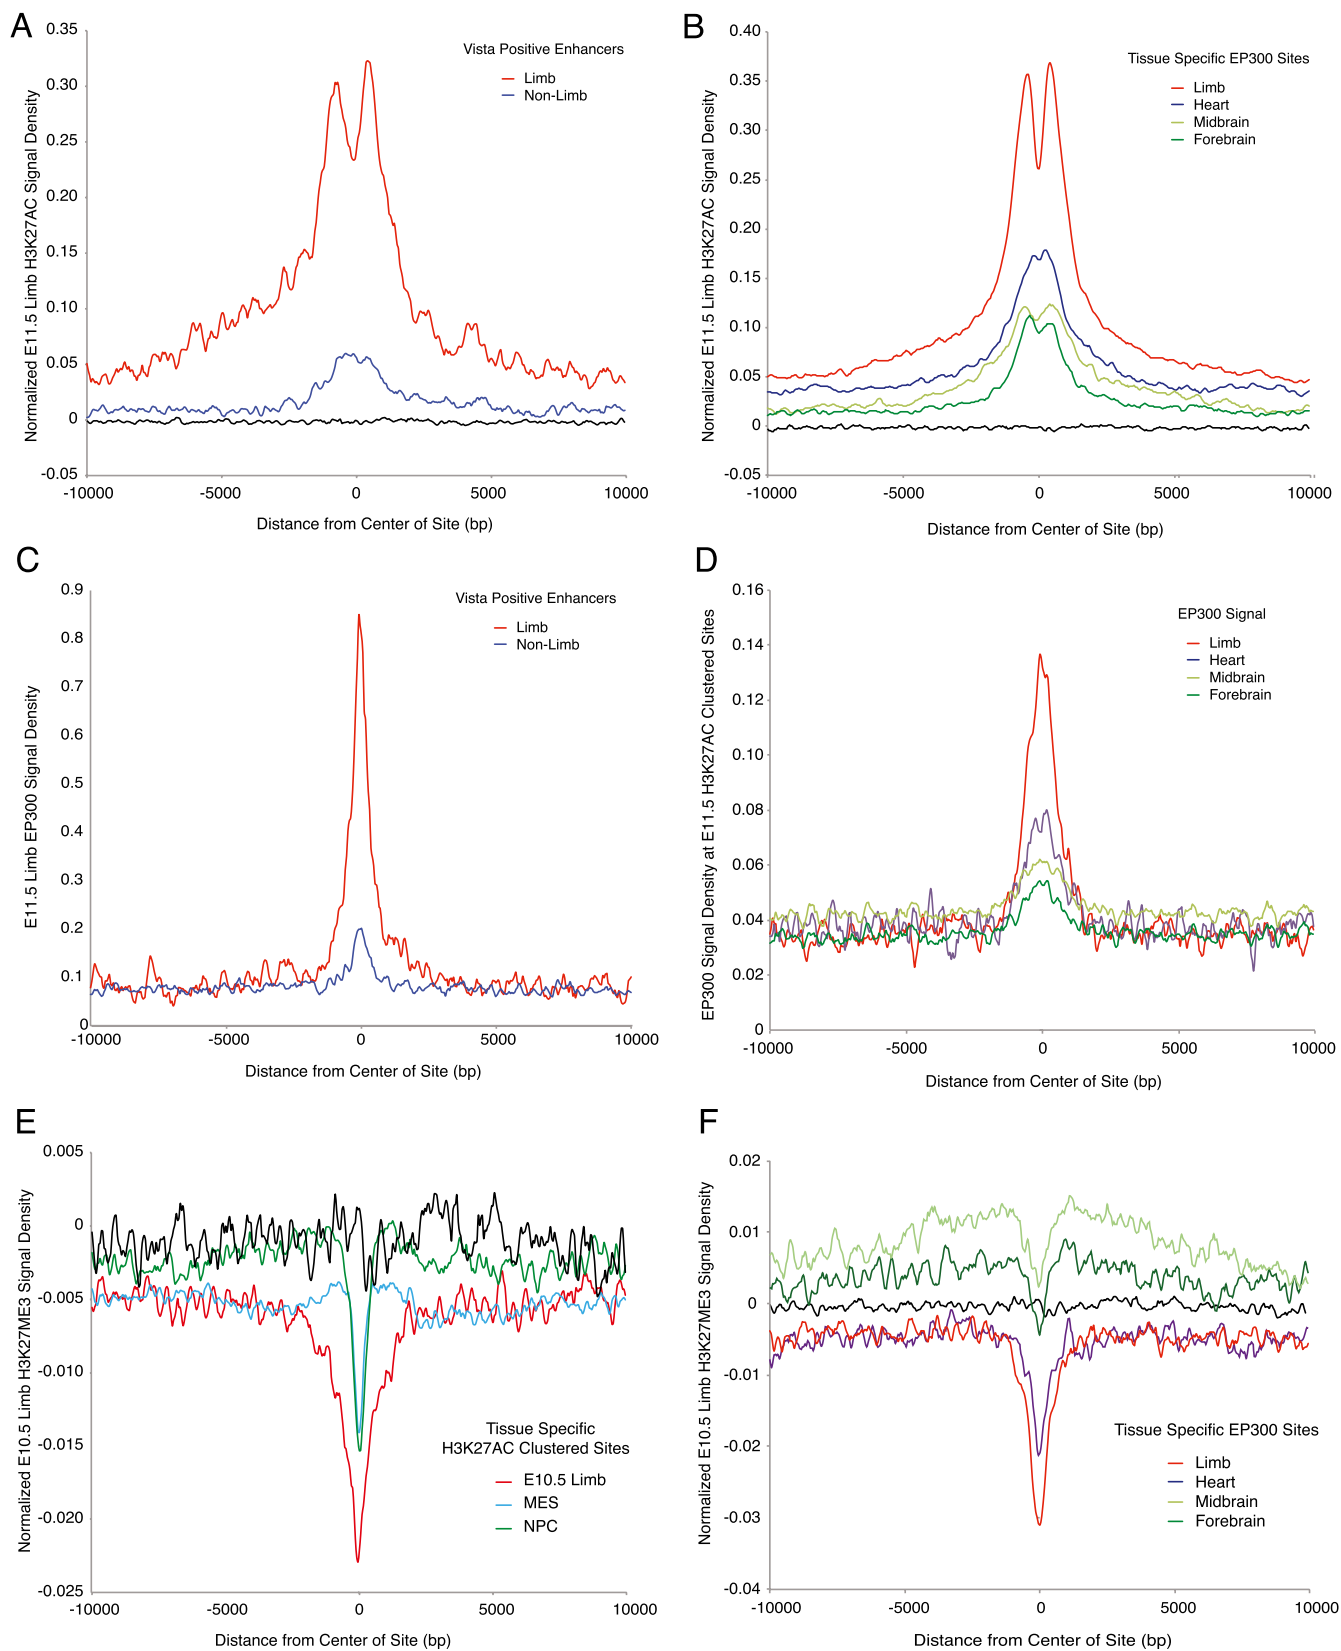 A
Normalized E11.5 Limb H3K27AC Signal Density
0.35
0.30
0.25
0.20
0.15
0.10
0.05
0
-0.05
Vista Positive Enhancers
Limb
Non-Limb
-10000 -5000 0 5000 10000
Distance from Center of Site (bp)
B
Normalized E11.5 Limb H3K27AC Signal Density
0.40
0.35
0.30
0.25
0.20
0.15
0.10
0.05
0
-0.05
Tissue Specific EP300 Sites
Limb
Heart
Midbrain
Forebrain
-10000 -5000 0 5000 10000
Distance from Center of Site (bp)
C
E11.5 Limb EP300 Signal Density
0.9
0.8
0.7
0.6
0.5
0.4
0.3
0.2
0.1
0
Vista Positive Enhancers
Limb
Non-Limb
-10000 -5000 0 5000 10000
Distance from Center of Site (bp)
D
EP300 Signal Density at E11.5 H3K27AC Clustered Sites
0.16
0.14
0.12
0.10
0.08
0.06
0.04
0.02
0
EP300 Signal
Limb
Heart
Midbrain
Forebrain
-10000 -5000 0 5000 10000
Distance from Center of Site (bp)
E
Normalized E10.5 Limb H3K27ME3 Signal Density
0.005
0
-0.005
-0.010
-0.015
-0.020
-0.025
Tissue Specific
H3K27AC Clustered Sites
E10.5 Limb
MES
NPC
-10000 -5000 0 5000 10000
Distance from Center of Site (bp)
F
Normalized E10.5 Limb H3K27ME3 Signal Density
0.02
0.01
0
-0.01
-0.02
-0.03
-0.04
Tissue Specific EP300 Sites
Limb
Heart
Midbrain
Forebrain
-10000 -5000 0 5000 10000
Distance from Center of Site (bp)